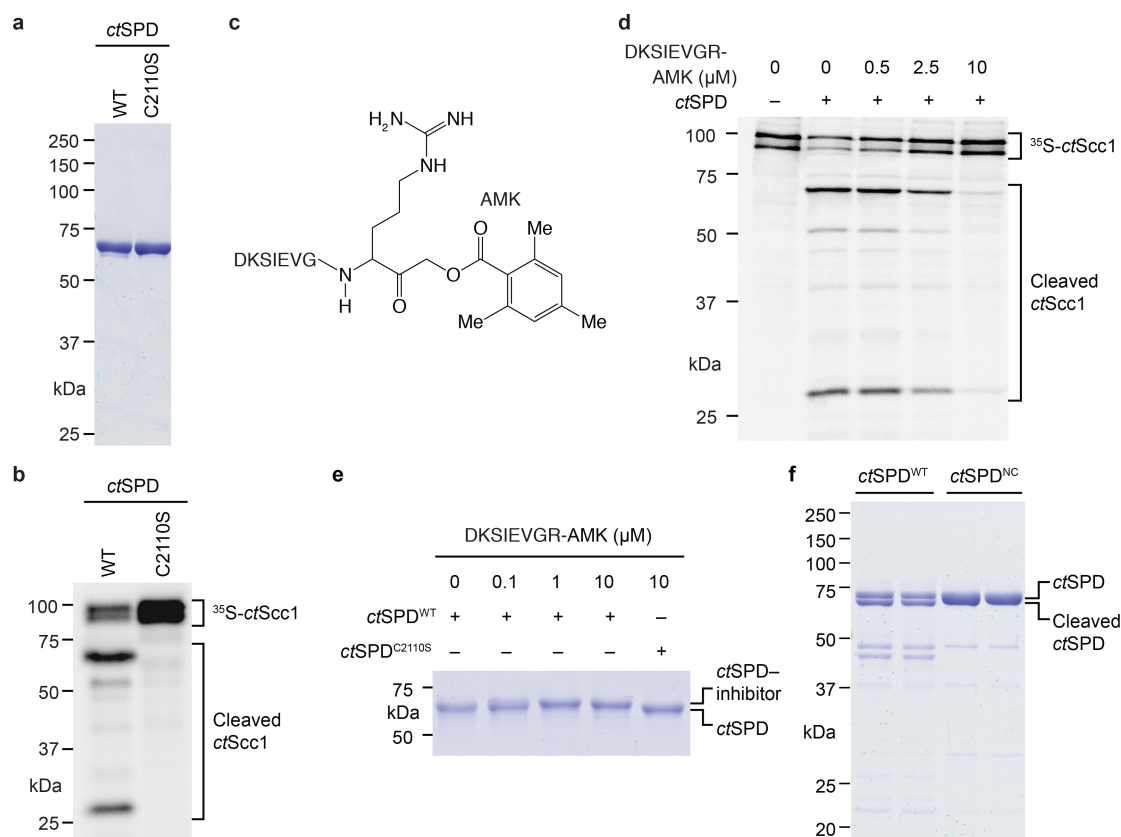 a
ctSPD
WT
C2110S
250
150
100
75
50
37
kDa
25
b
ctSPD
WT
C2110S
100
75
50
37
kDa
25
³⁵S-ctScc1
Cleaved
ctScc1
c
H₂N
NH₂
NH
NH
AMK
DKSIEVG
N
H
O
O
O
Me
Me
Me
d
DKSIEVGR-
AMK (μM)
0 0 0.5 2.5 10
ctSPD – + + + +
100
75
50
37
kDa
25
³⁵S-ctScc1
Cleaved
ctScc1
e
DKSIEVGR-AMK (μM)
0 0.1 1 10 10
ctSPDᵂᵀ + + + + –
ctSPDC2110S – – – – +
75
kDa
50
ctSPD–
inhibitor
ctSPD
f
ctSPDᵂᵀ ctSPDNC
250
150
100
75
50
37
kDa
25
20
ctSPD
Cleaved
ctSPD